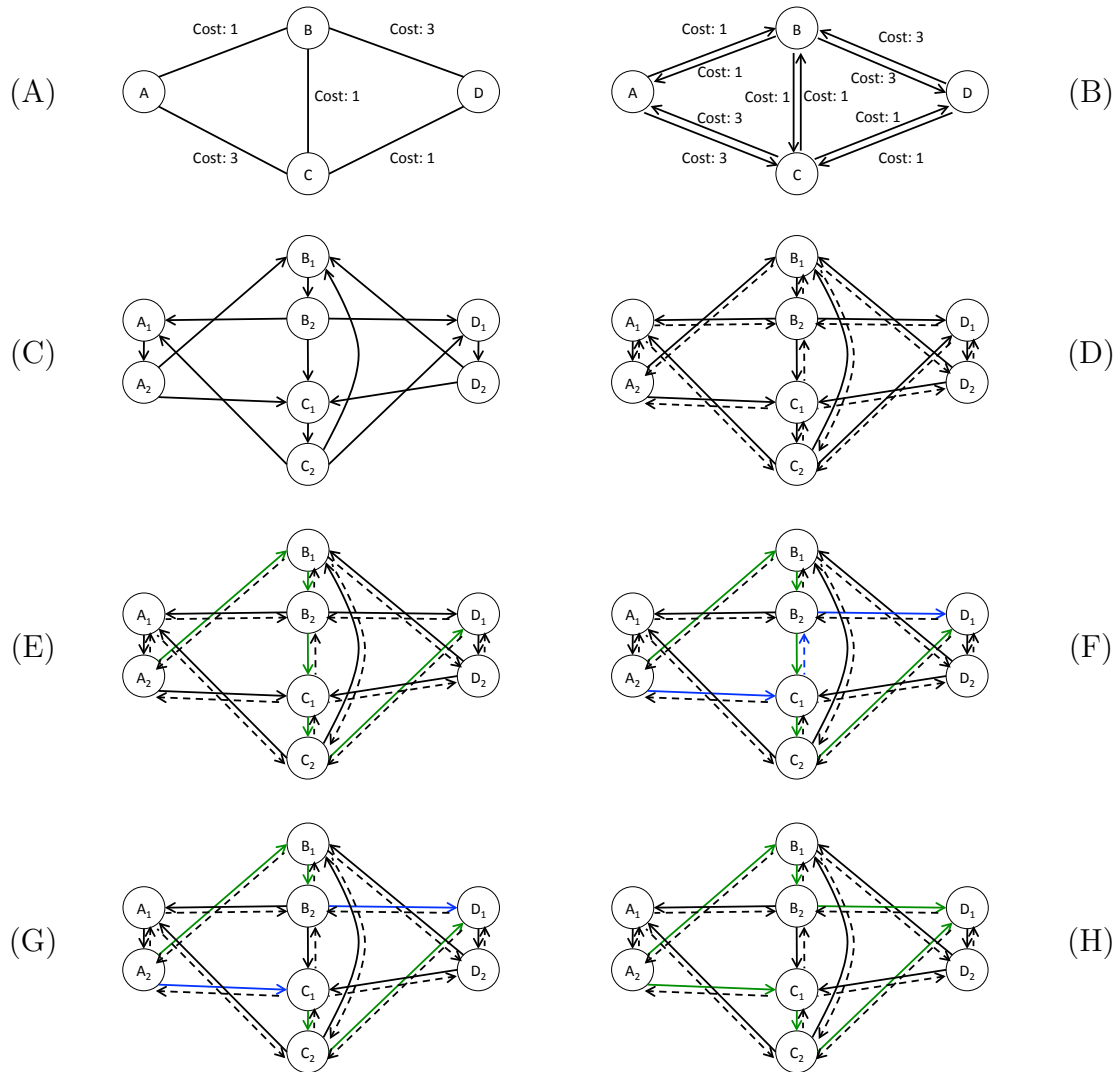 (A)
Cost: 1
B
Cost: 3
A
Cost: 1
D
Cost: 3
C
Cost: 1
(B)
Cost: 1
B
Cost: 3
Cost: 1
Cost: 3
A
Cost: 1
Cost: 1
D
Cost: 3
Cost: 1
Cost: 3
C
Cost: 1
(C)
B₁
A₁
B₂
D₁
A₂
C₁
D₂
C₂
(D)
B₁
A₁
B₂
D₁
A₂
C₁
D₂
C₂
(E)
B₁
A₁
B₂
D₁
A₂
C₁
D₂
C₂
(F)
B₁
A₁
B₂
D₁
A₂
C₁
D₂
C₂
(G)
B₁
A₁
B₂
D₁
A₂
C₁
D₂
C₂
(H)
B₁
A₁
B₂
D₁
A₂
C₁
D₂
C₂